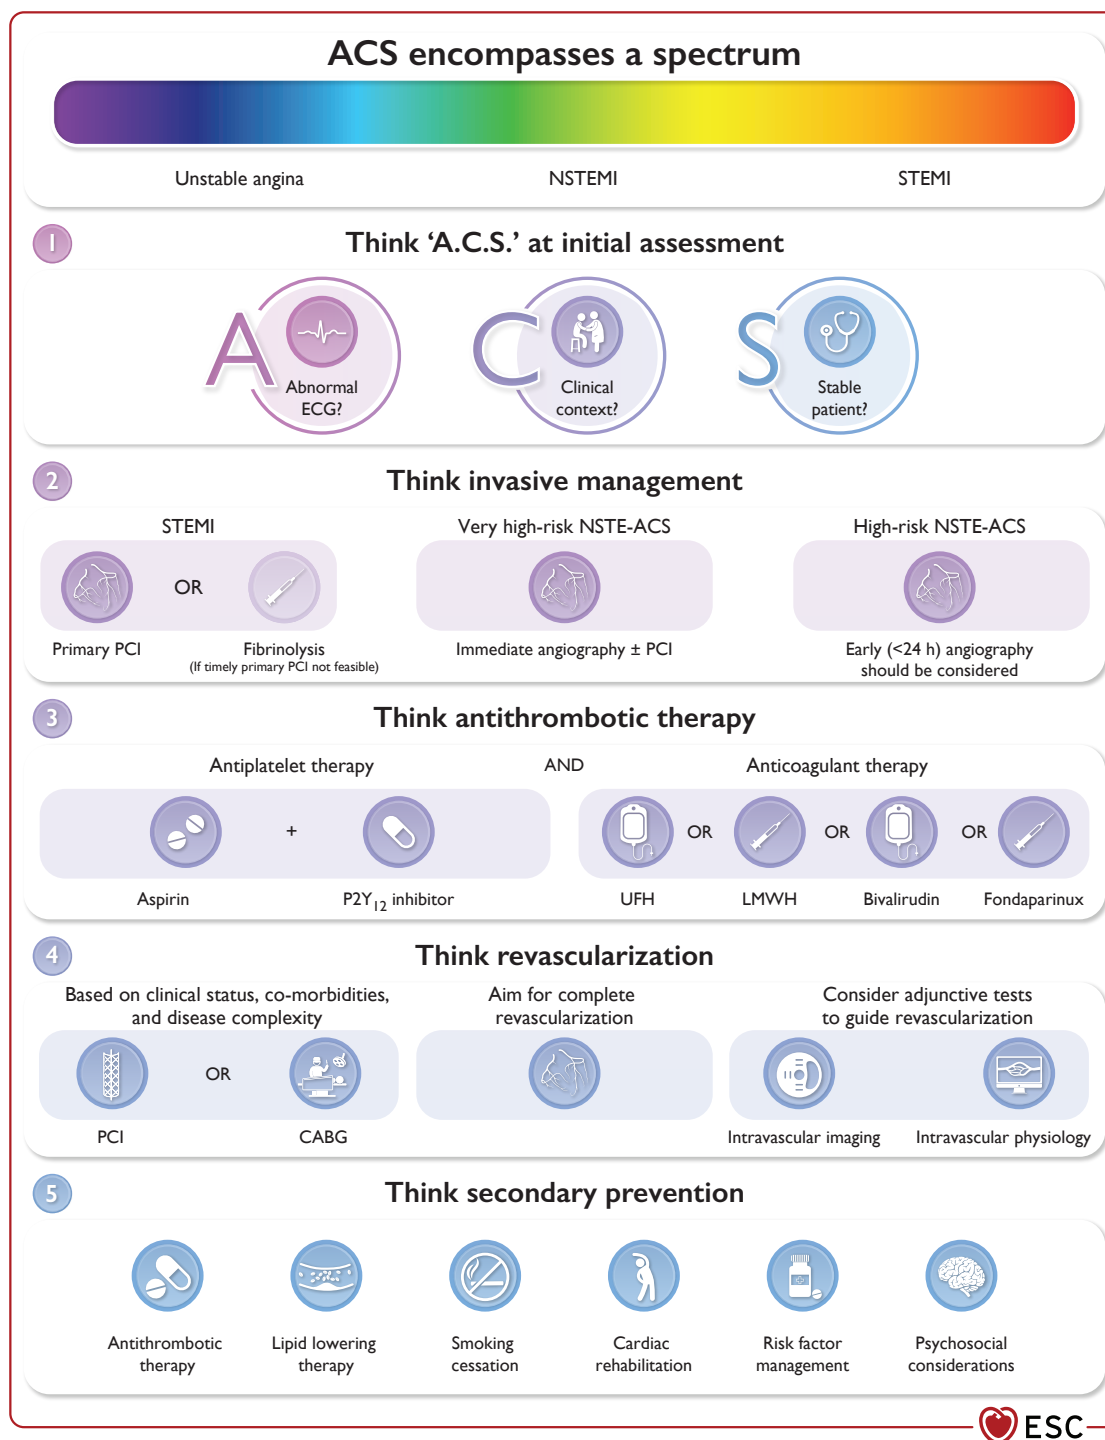 ACS encompasses a spectrum
Unstable angina
NSTEMI
STEMI
1
Think ‘A.C.S.’ at initial assessment
A
Abnormal
ECG?
C
Clinical
context?
S
Stable
patient?
2
Think invasive management
STEMI
OR
Primary PCI
Fibrinolysis
(If timely primary PCI not feasible)
Very high-risk NSTE-ACS
Immediate angiography ± PCI
High-risk NSTE-ACS
Early (<24 h) angiography
should be considered
3
Think antithrombotic therapy
Antiplatelet therapy
AND
Anticoagulant therapy
+
OR
OR
OR
Aspirin
P2Y₁₂ inhibitor
UFH
LMWH
Bivalirudin
Fondaparinux
4
Think revascularization
Based on clinical status, co-morbidities,
and disease complexity
OR
PCI
CABG
Aim for complete
revascularization
Consider adjunctive tests
to guide revascularization
Intravascular imaging
Intravascular physiology
5
Think secondary prevention
Antithrombotic
therapy
Lipid lowering
therapy
Smoking
cessation
Cardiac
rehabilitation
Risk factor
management
Psychosocial
considerations
ESC